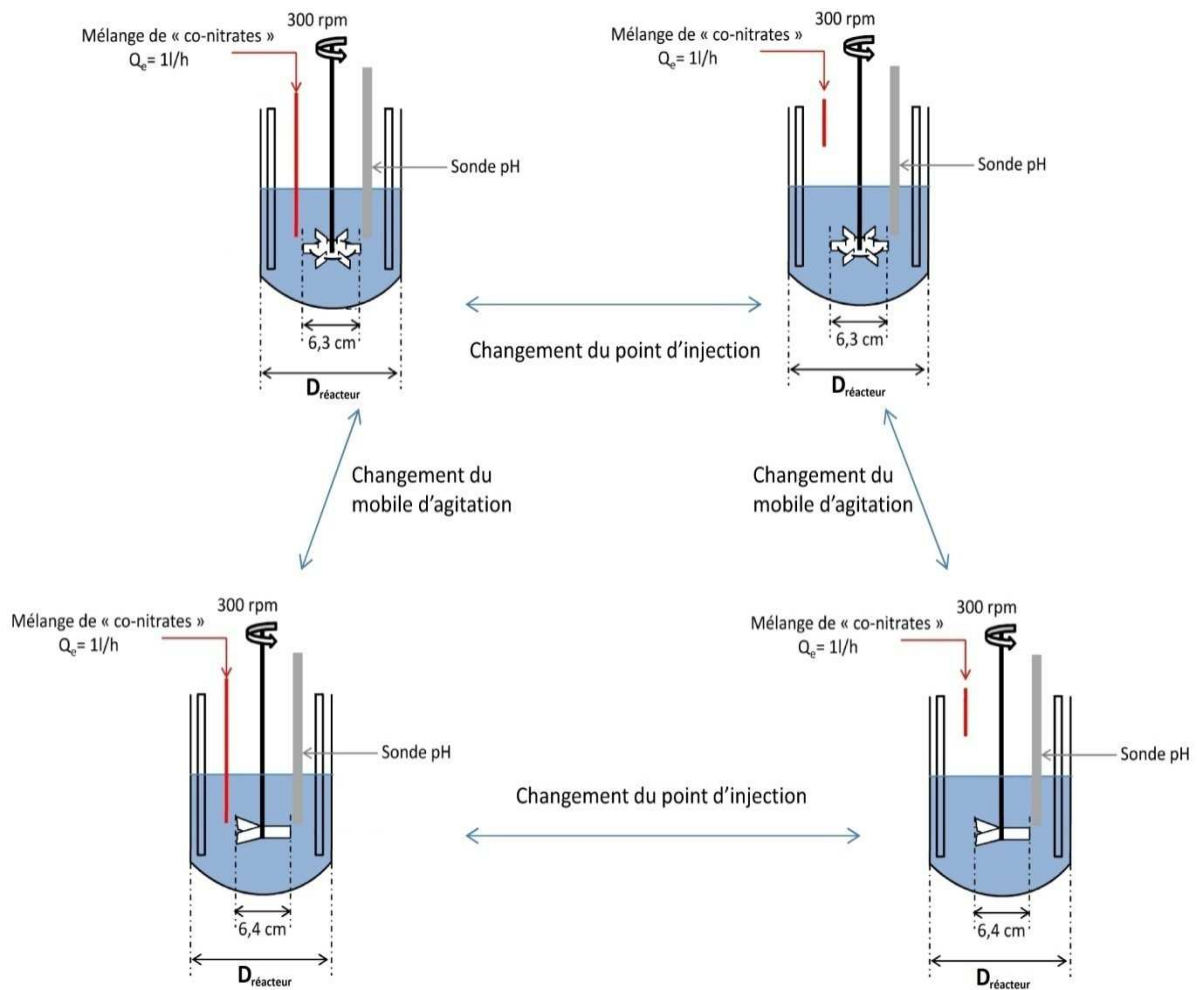 300 rpm
Mélange de « co-nitrates »
Qe= 1l/h
Sonde pH
6,3 cm
Dréacteur
300 rpm
Mélange de « co-nitrates »
Qe= 1l/h
Sonde pH
6,3 cm
Dréacteur
Changement du point d’injection
Changement du
mobile d’agitation
Changement du
mobile d’agitation
300 rpm
Mélange de « co-nitrates »
Qe= 1l/h
Sonde pH
6,4 cm
Dréacteur
Changement du point d’injection
300 rpm
Mélange de « co-nitrates »
Qe= 1l/h
Sonde pH
6,4 cm
Dréacteur